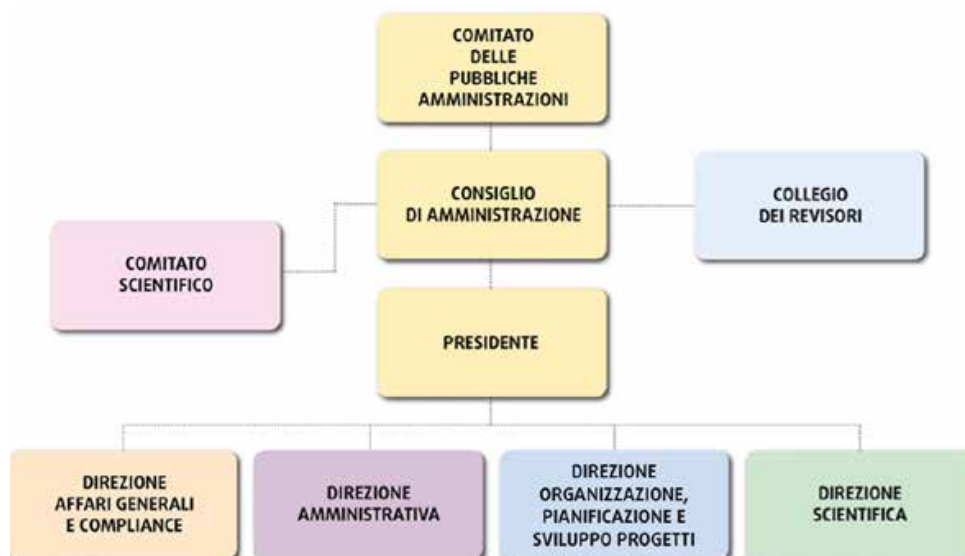 COMITATO
DELLE
PUBBLICHE
AMMINISTRAZIONI
CONSIGLIO
DI AMMINISTRAZIONE
COLLEGIO
DEI REVISORI
COMITATO
SCIENTIFICO
PRESIDENTE
DIREZIONE
AFFARI GENERALI
E COMPLIANCE
DIREZIONE
AMMINISTRATIVA
DIREZIONE
ORGANIZZAZIONE,
PIANIFICAZIONE E
SVILUPPO PROGETTI
DIREZIONE
SCIENTIFICA